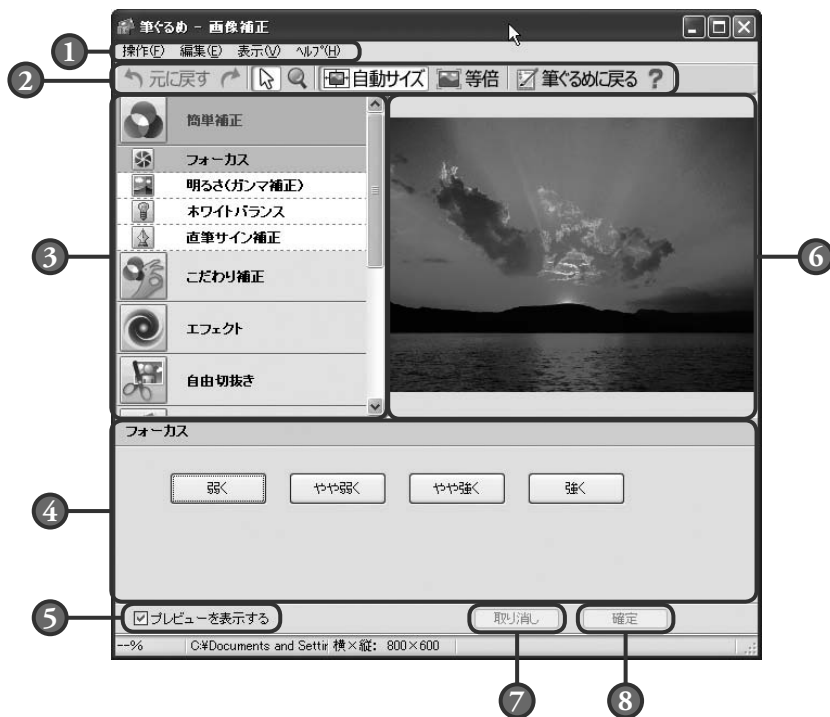 筆ぐるめ - 画像補正
1 操作(F) 編集(E) 表示(V) ヘルプ(H)
2 元に戻す 自動サイズ 等倍 筆ぐるめに戻る ?
簡単補正
フォーカス
明るさ(ガンマ補正)
ホワイトバランス
直筆サイン補正
3 こだわり補正 6
エフェクト
自由切抜き
フォーカス
4 弱く やや弱く やや強く 強く
5 プレビューを表示する 取り消し 確定
--% C:¥Documents and Settir 横×縦: 800×600
7 8